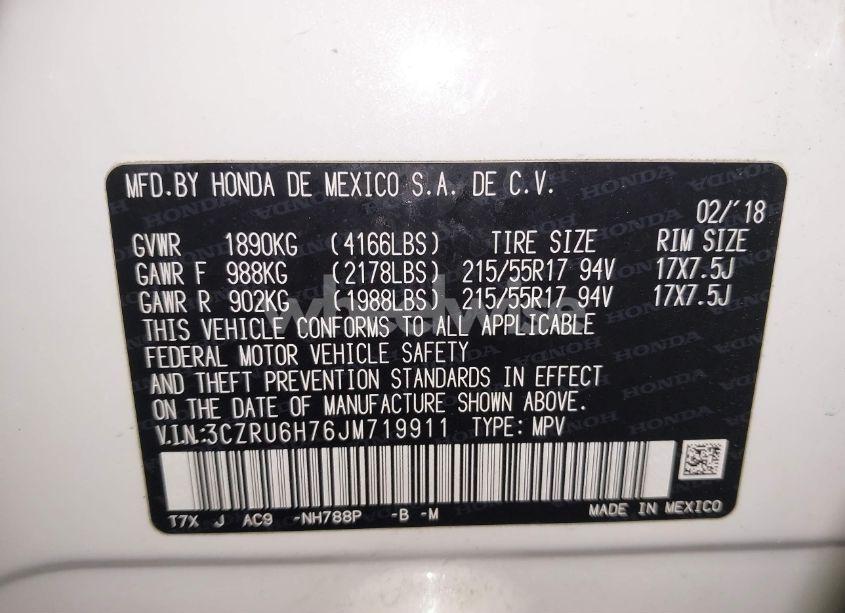 MFD.BY HONDA DE MEXICO S.A. DE C.V.
02/'18
GVWR 1890KG (4166LBS) TIRE SIZE RIM SIZE
GAWR F 988KG (2178LBS) 215/55R17 94V 17X7.5J
GAWR R 902KG (1988LBS) 215/55R17 94V 17X7.5J
THIS VEHICLE CONFORMS TO ALL APPLICABLE
FEDERAL MOTOR VEHICLE SAFETY
AND THEFT PREVENTION STANDARDS IN EFFECT
ON THE DATE OF MANUFACTURE SHOWN ABOVE.
V.I.N:3CZRU6H76JM719911 TYPE: MPV
T7X J AC9 -NH788P -B -M MADE IN MEXICO